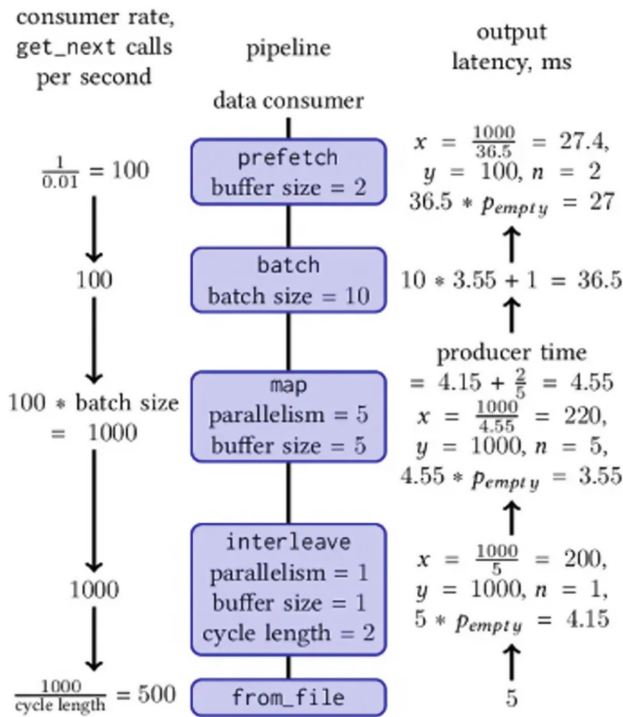 consumer rate,
get_next calls
per second
pipeline
output
latency, ms
data consumer
1/0.01 = 100
prefetch
buffer size = 2
x = 1000/36.5 = 27.4,
y = 100, n = 2
36.5 * p_empty = 27
100
batch
batch size = 10
10 * 3.55 + 1 = 36.5
100 * batch size
= 1000
map
parallelism = 5
buffer size = 5
producer time
= 4.15 + 2/5 = 4.55
x = 1000/4.55 = 220,
y = 1000, n = 5,
4.55 * p_empty = 3.55
1000
interleave
parallelism = 1
buffer size = 1
cycle length = 2
x = 1000/5 = 200,
y = 1000, n = 1,
5 * p_empty = 4.15
1000/cycle length = 500
from_file
5